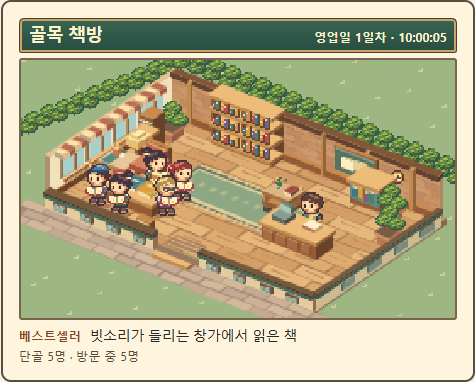 골목 책방
영업일 1일차 · 10:00:05
베스트셀러 빗소리가 들리는 창가에서 읽은 책
단골 5명 · 방문 중 5명